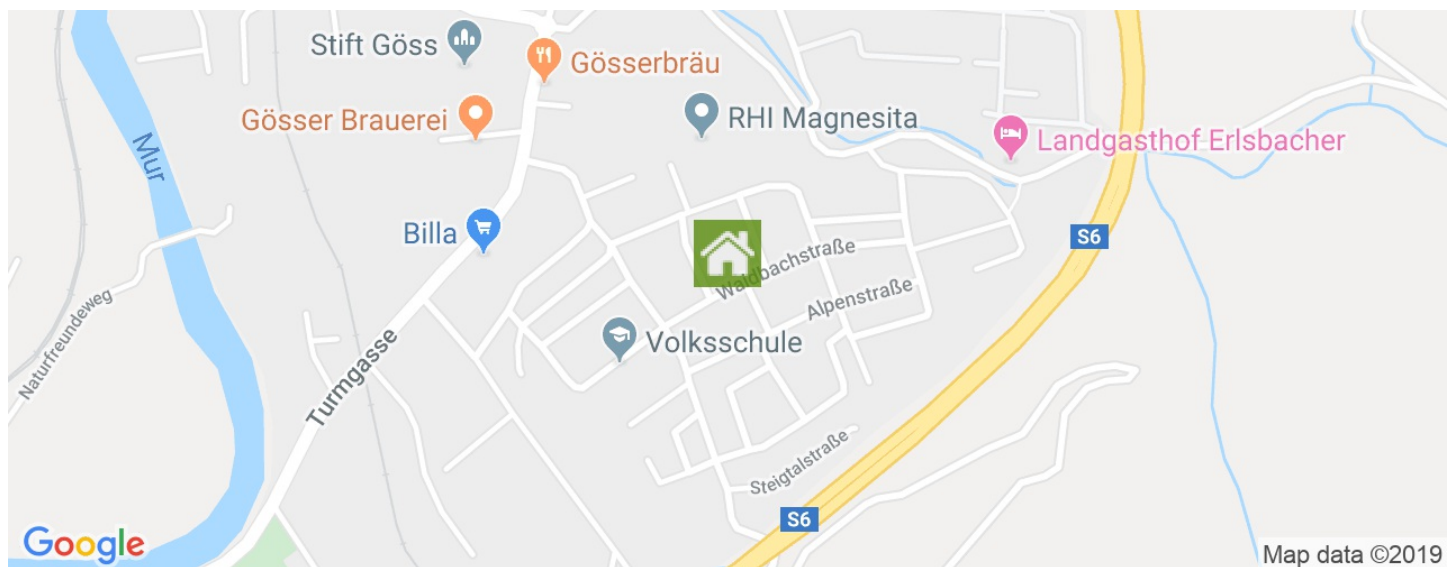 Stift Göss
Gösserbräu
Gösser Brauerei
RHI Magnesita
Landgasthof Erlsbacher
Mur
Billa
S6
Waidbachstraße
Alpenstraße
Naturfreundeweg
Volksschule
Turmgasse
Steigtalstraße
S6
Google
Map data ©2019